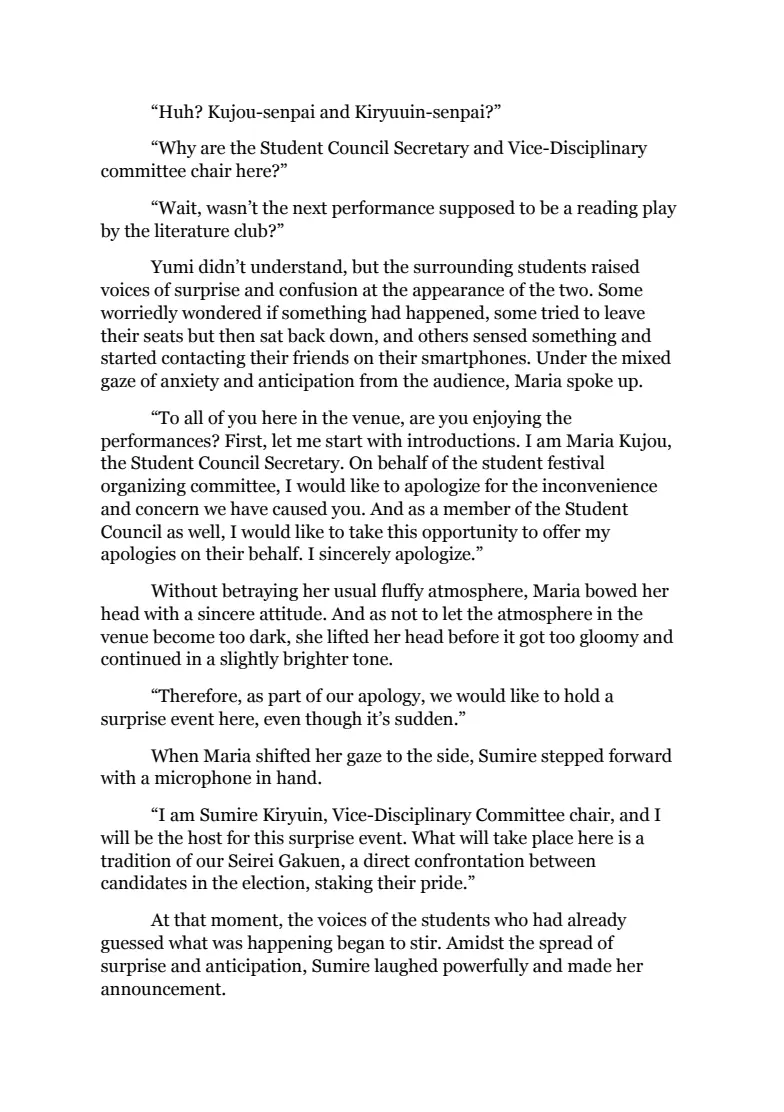 “Huh? Kujou-senpai and Kiryuuin-senpai?”
“Why are the Student Council Secretary and Vice-Disciplinary
committee chair here?”
“Wait, wasn’t the next performance supposed to be a reading play
by the literature club?”
Yumi didn’t understand, but the surrounding students raised
voices of surprise and confusion at the appearance of the two. Some
worriedly wondered if something had happened, some tried to leave
their seats but then sat back down, and others sensed something and
started contacting their friends on their smartphones. Under the mixed
gaze of anxiety and anticipation from the audience, Maria spoke up.
“To all of you here in the venue, are you enjoying the
performances? First, let me start with introductions. I am Maria Kujou,
the Student Council Secretary. On behalf of the student festival
organizing committee, I would like to apologize for the inconvenience
and concern we have caused you. And as a member of the Student
Council as well, I would like to take this opportunity to offer my
apologies on their behalf. I sincerely apologize.”
Without betraying her usual fluffy atmosphere, Maria bowed her
head with a sincere attitude. And as not to let the atmosphere in the
venue become too dark, she lifted her head before it got too gloomy and
continued in a slightly brighter tone.
“Therefore, as part of our apology, we would like to hold a
surprise event here, even though it’s sudden.”
When Maria shifted her gaze to the side, Sumire stepped forward
with a microphone in hand.
“I am Sumire Kiryuin, Vice-Disciplinary Committee chair, and I
will be the host for this surprise event. What will take place here is a
tradition of our Seirei Gakuen, a direct confrontation between
candidates in the election, staking their pride.”
At that moment, the voices of the students who had already
guessed what was happening began to stir. Amidst the spread of
surprise and anticipation, Sumire laughed powerfully and made her
announcement.